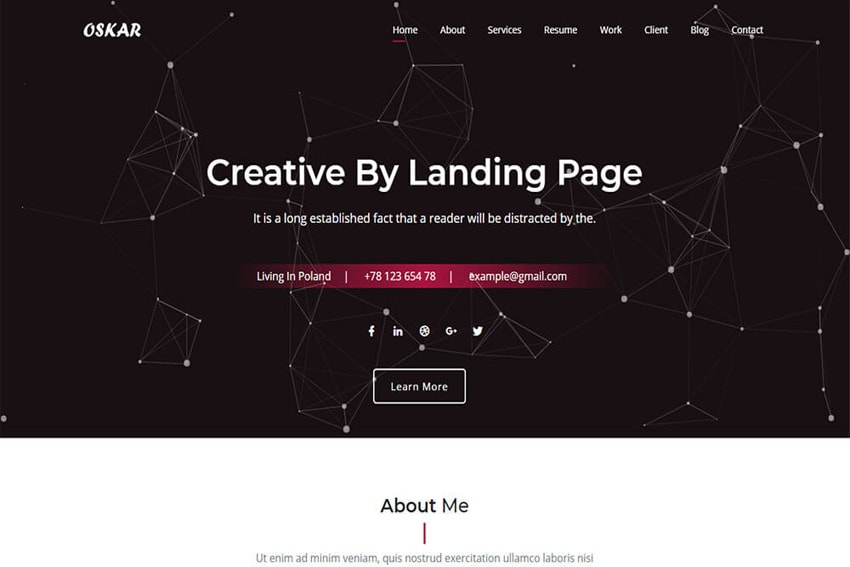 OSKAR
Home About Services Resume Work Client Blog Contact
Creative By Landing Page
It is a long established fact that a reader will be distracted by the.
Living In Poland | +78 123 654 78 | example@gmail.com
Learn More
About Me
Ut enim ad minim veniam, quis nostrud exercitation ullamco laboris nisi